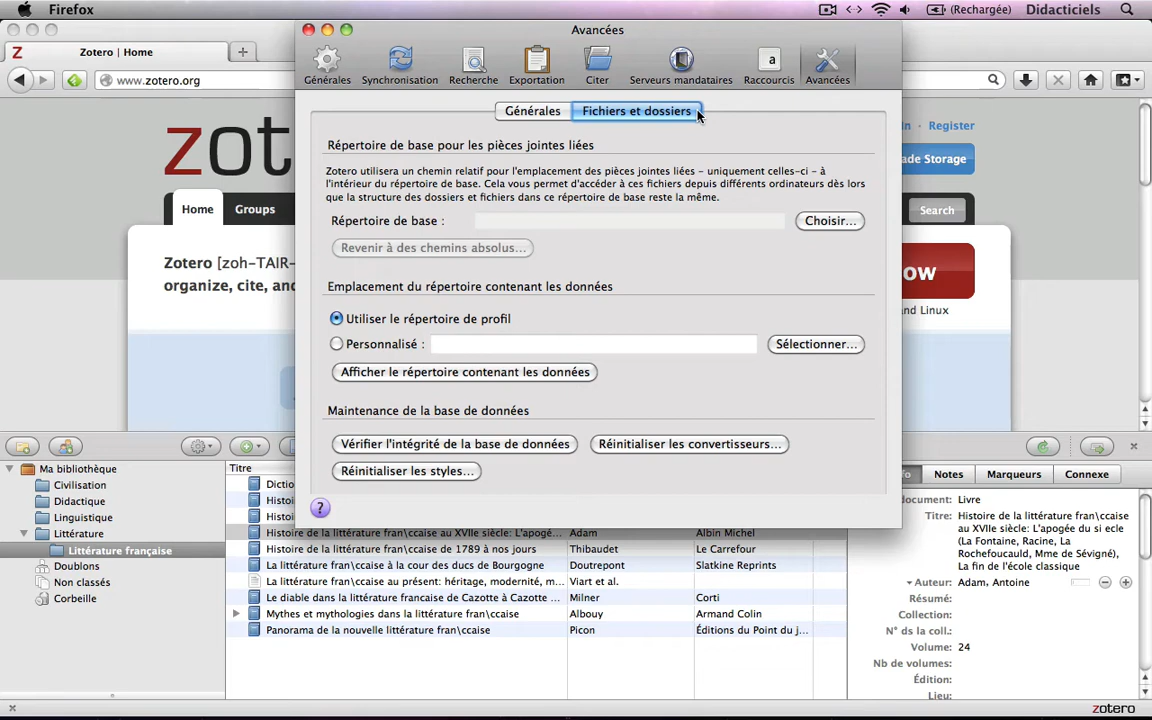 Firefox
(Rechargée)
Didacticiels
Zotero | Home
www.zotero.org
Avancées
Générales
Synchronisation
Recherche
Exportation
Citer
Serveurs mandataires
Raccourcis
Avancées
Générales
Fichiers et dossiers
Répertoire de base pour les pièces jointes liées
Zotero utilisera un chemin relatif pour l'emplacement des pièces jointes liées – uniquement celles-ci – à
l'intérieur du répertoire de base. Cela vous permet d'accéder à ces fichiers depuis différents ordinateurs dès lors
que la structure des dossiers et fichiers dans ce répertoire de base reste la même.
Répertoire de base :
Choisir...
Revenir à des chemins absolus...
Emplacement du répertoire contenant les données
Utiliser le répertoire de profil
Personnalisé :
Sélectionner...
Afficher le répertoire contenant les données
Maintenance de la base de données
Vérifier l'intégrité de la base de données
Réinitialiser les convertisseurs...
Réinitialiser les styles...
?
zot
Home
Groups
Zotero [zoh-TAIR-
organize, cite, and
Register
ade Storage
Search
ow
nd Linux
Ma bibliothèque
Civilisation
Didactique
Linguistique
Littérature
Littérature française
Doublons
Non classés
Corbeille
Titre
Dictio
Histoi
Histoi
Histoire de la littérature fran\ccaise au XVIIe siècle: L'apogé... Adam Albin Michel
Histoire de la littérature fran\ccaise de 1789 à nos jours Thibaudet Le Carrefour
La littérature fran\ccaise à la cour des ducs de Bourgogne Doutrepont Slatkine Reprints
La littérature fran\ccaise au présent: héritage, modernité, m... Viart et al.
Le diable dans la littérature francaise de Cazotte à Cazotte ... Milner Corti
Mythes et mythologies dans la littérature fran\ccaise Albouy Armand Colin
Panorama de la nouvelle littérature fran\ccaise Picon Éditions du Point du j...
Notes
Marqueurs
Connexe
document: Livre
Titre: Histoire de la littérature fran\ccaise
au XVIIe siècle: L'apogée du si ecle
(La Fontaine, Racine, La
Rochefoucauld, Mme de Sévigné),
La fin de l'école classique
Auteur: Adam, Antoine
Résumé:
Collection:
N° ds la coll.:
Volume: 24
Nb de volumes:
Édition:
Lieu:
zotero